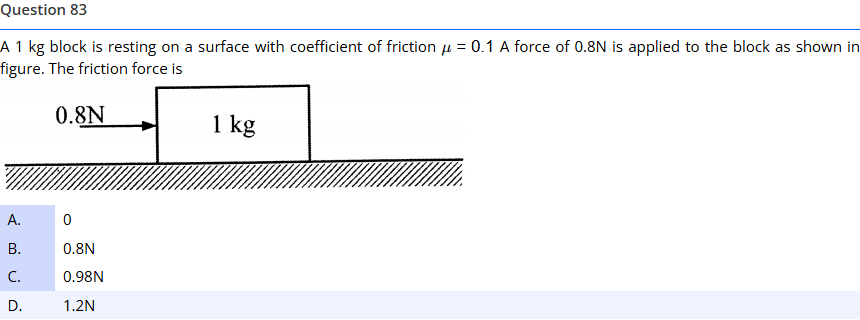 Question 83
A 1 kg block is resting on a surface with coefficient of friction μ = 0.1 A force of 0.8N is applied to the block as shown in
figure. The friction force is
0.8N
1 kg
A. 0
B. 0.8N
C. 0.98N
D. 1.2N